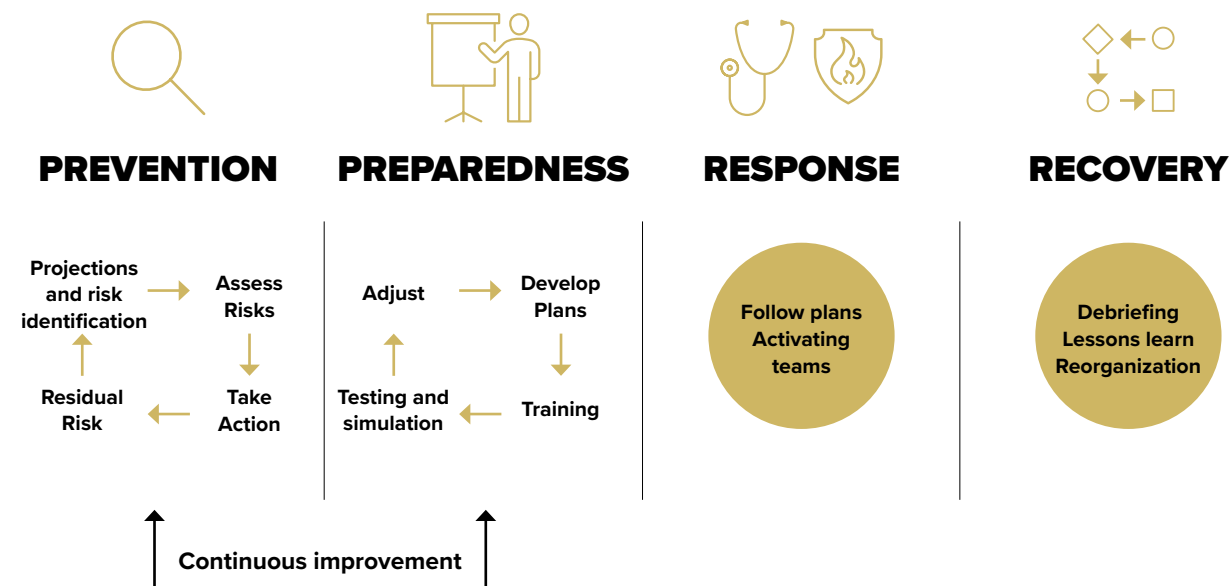 PREVENTION
PREPAREDNESS
RESPONSE
RECOVERY
Projections
and risk
identification
Assess
Risks
Take
Action
Residual
Risk
Adjust
Develop
Plans
Training
Testing and
simulation
Follow plans
Activating
teams
Debriefing
Lessons learn
Reorganization
Continuous improvement